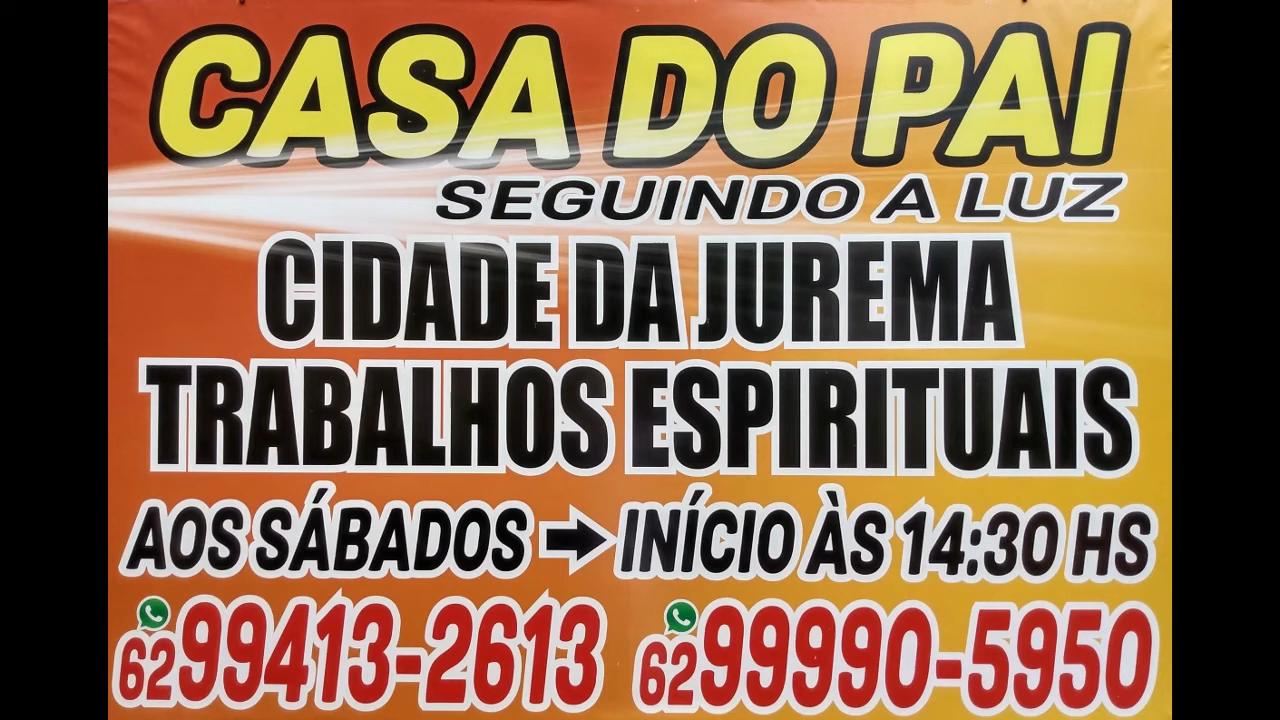 CASA DO PAI
SEGUINDO A LUZ
CIDADE DA JUREMA
TRABALHOS ESPIRITUAIS
AOS SÁBADOS ➡ INÍCIO ÀS 14:30 HS
62 99413-2613 62 99990-5950